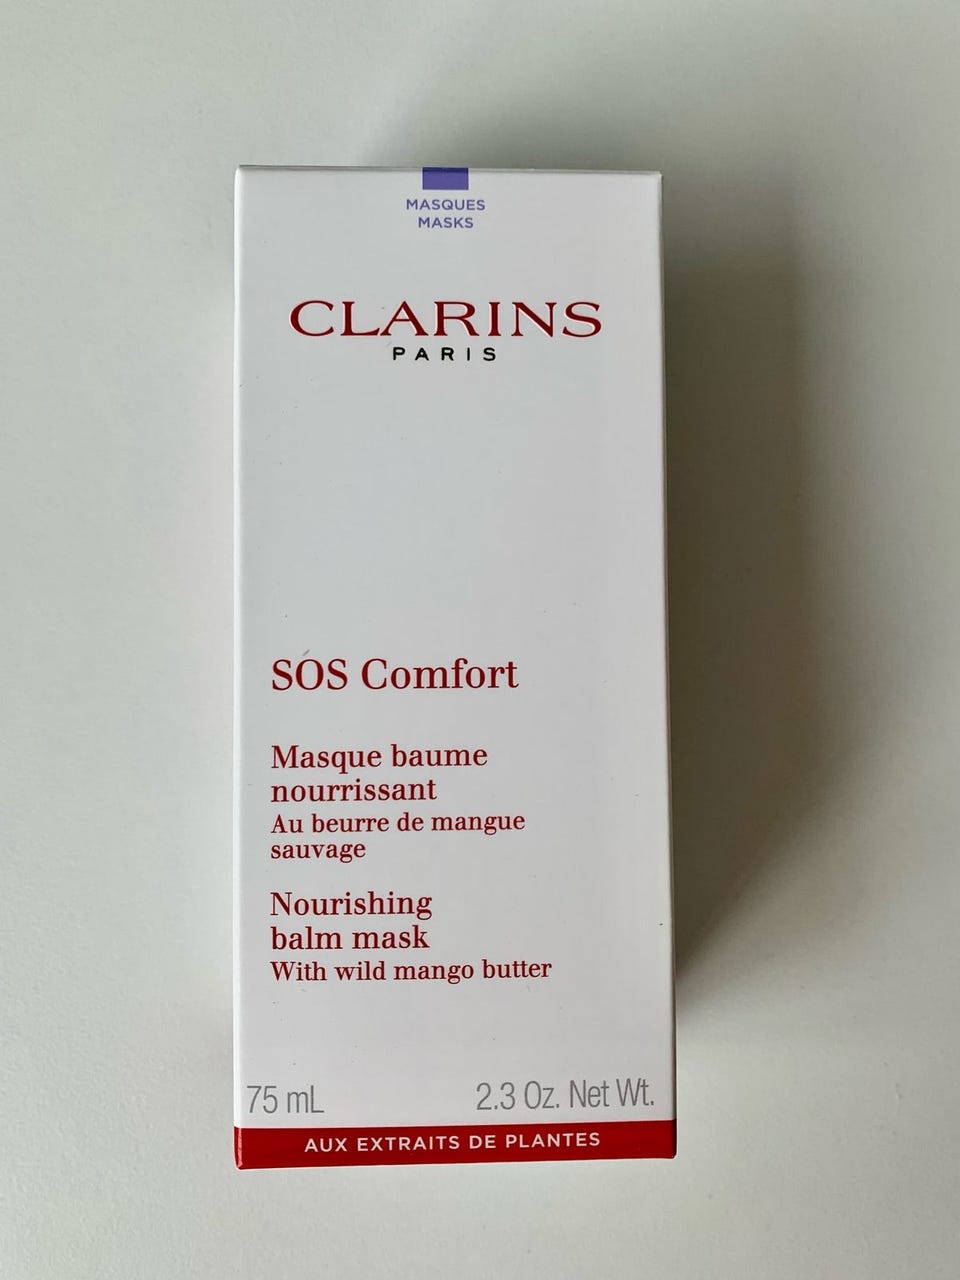 MASQUES
MASKS
CLARINS
PARIS
SOS Comfort
Masque baume
nourrissant
Au beurre de mangue
sauvage
Nourishing
balm mask
With wild mango butter
75 mL 2.3 Oz. Net Wt.
AUX EXTRAITS DE PLANTES